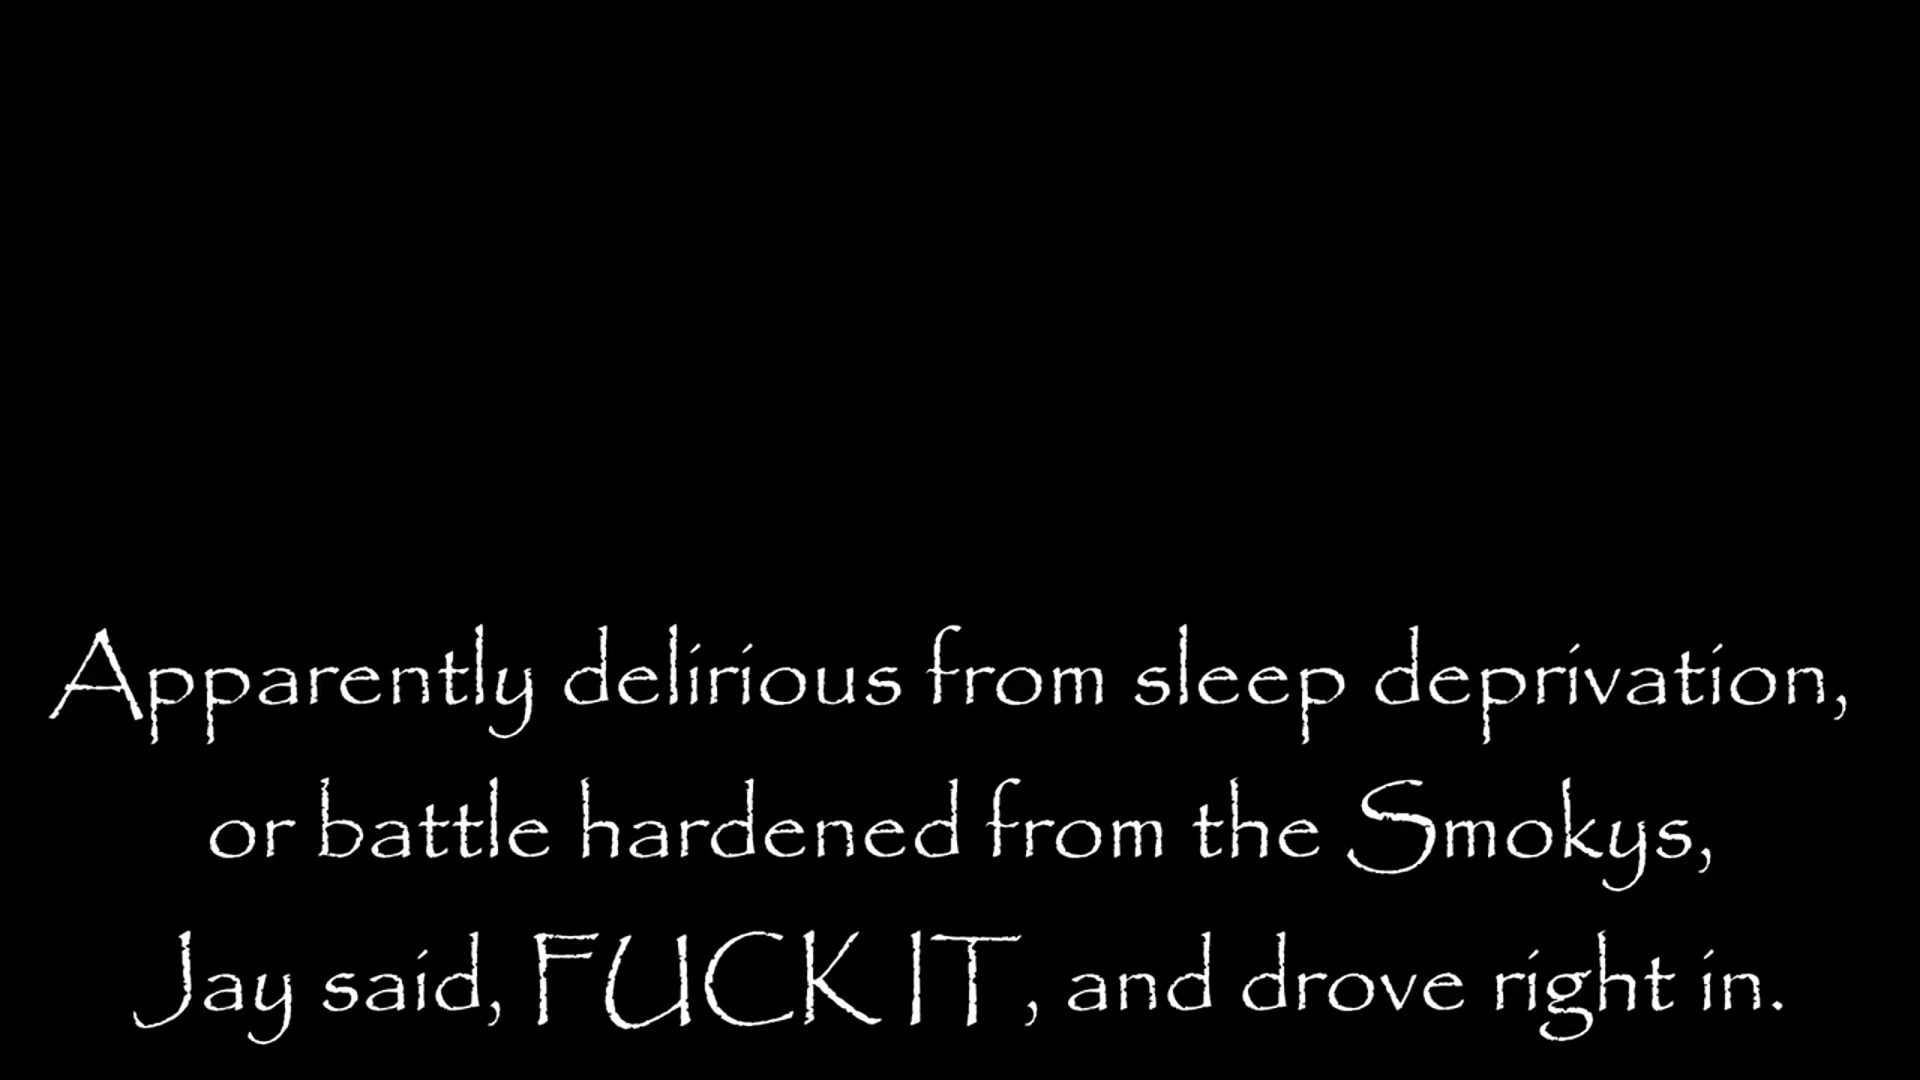 Apparently delirious from sleep deprivation,
or battle hardened from the Smokys,
Jay said, FUCK IT, and drove right in.